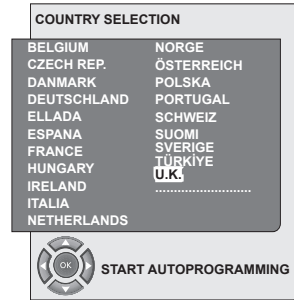 COUNTRY SELECTION
BELGIUM
CZECH REP.
DANMARK
DEUTSCHLAND
ELLADA
ESPANA
FRANCE
HUNGARY
IRELAND
ITALIA
NETHERLANDS
NORGE
ÖSTERREICH
POLSKA
PORTUGAL
SCHWEIZ
SUOMI
SVERIGE
TÜRKİYE
U.K.
...........................
OK
START AUTOPROGRAMMING